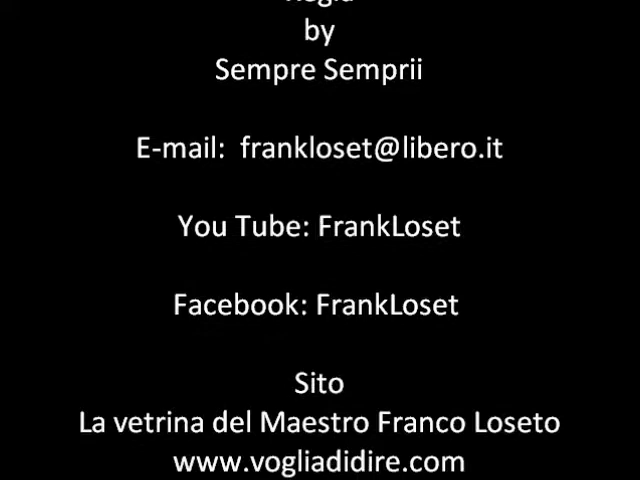 Regia
by
Sempre Semprii
E-mail:  frankloset@libero.it
You Tube: FrankLoset
Facebook: FrankLoset
Sito
La vetrina del Maestro Franco Loseto
www.vogliadidire.com